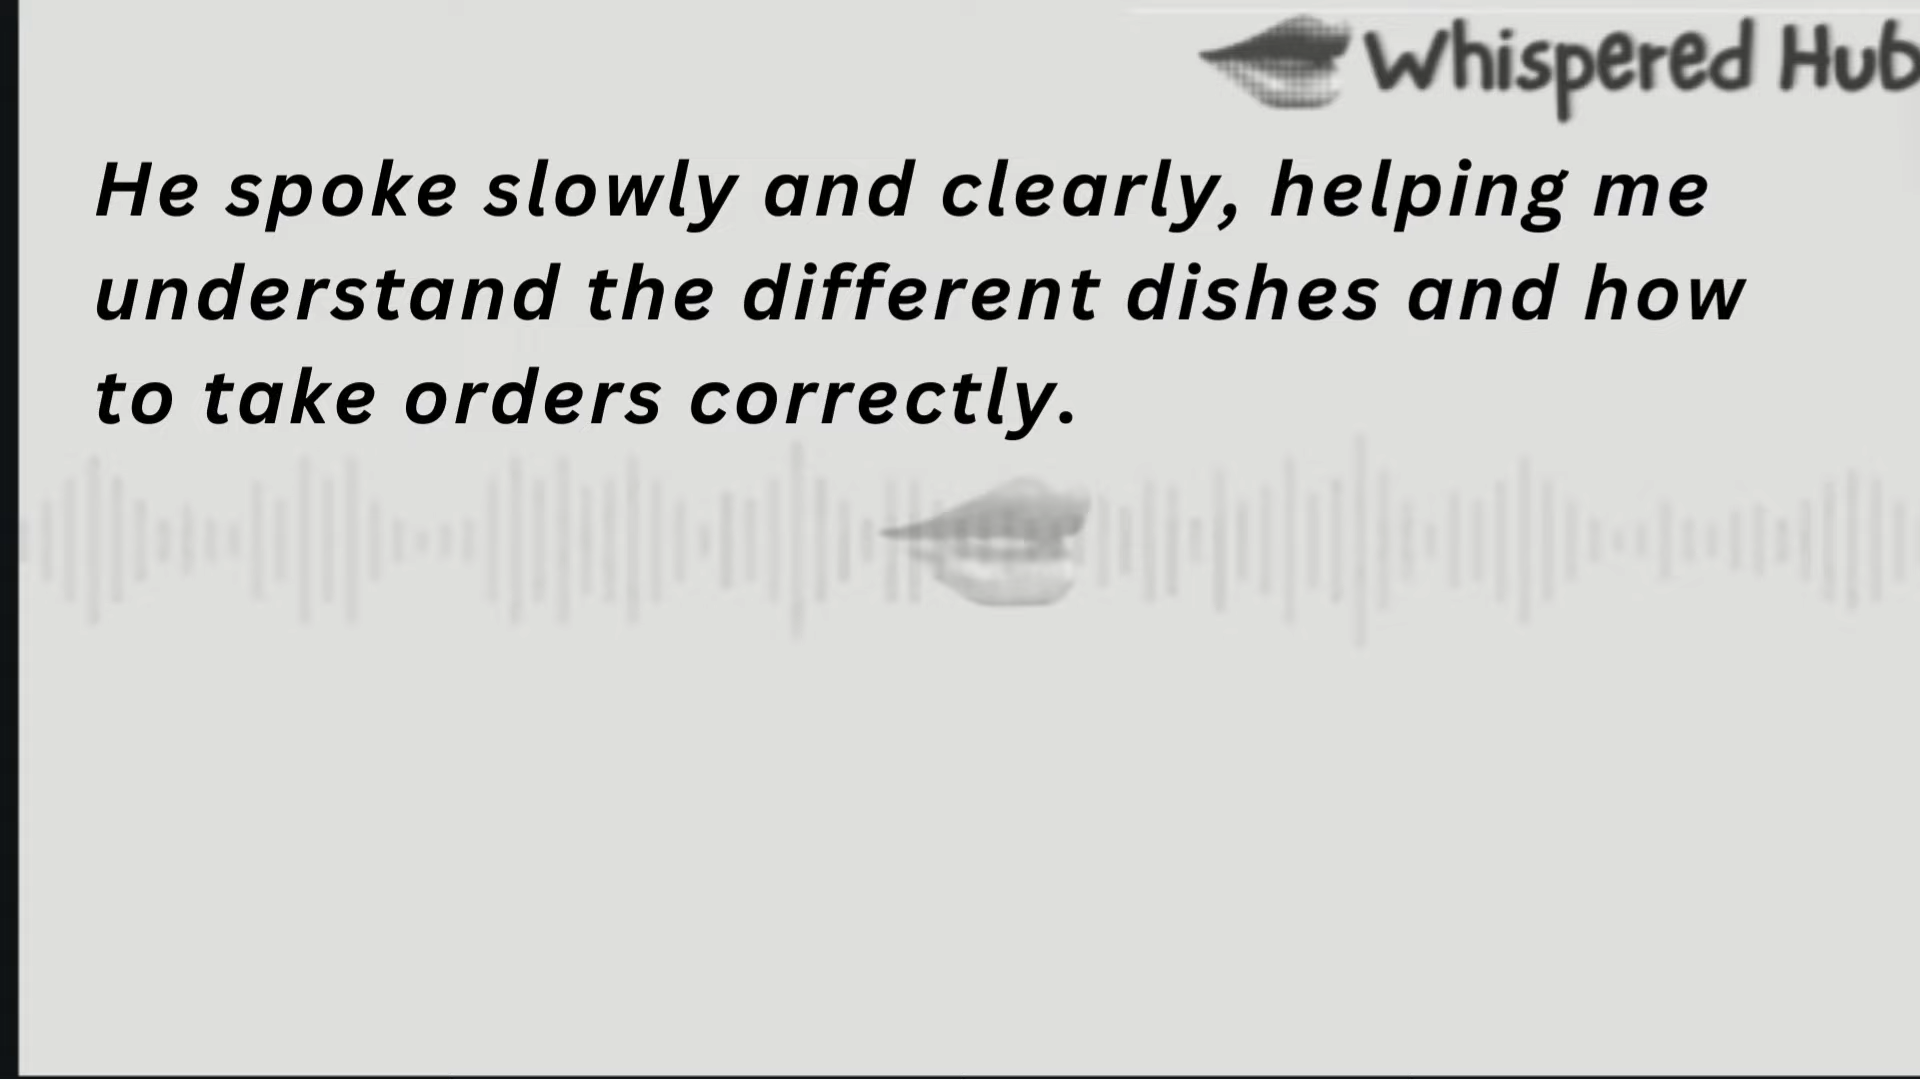 Whispered Hub
He spoke slowly and clearly, helping me
understand the different dishes and how
to take orders correctly.